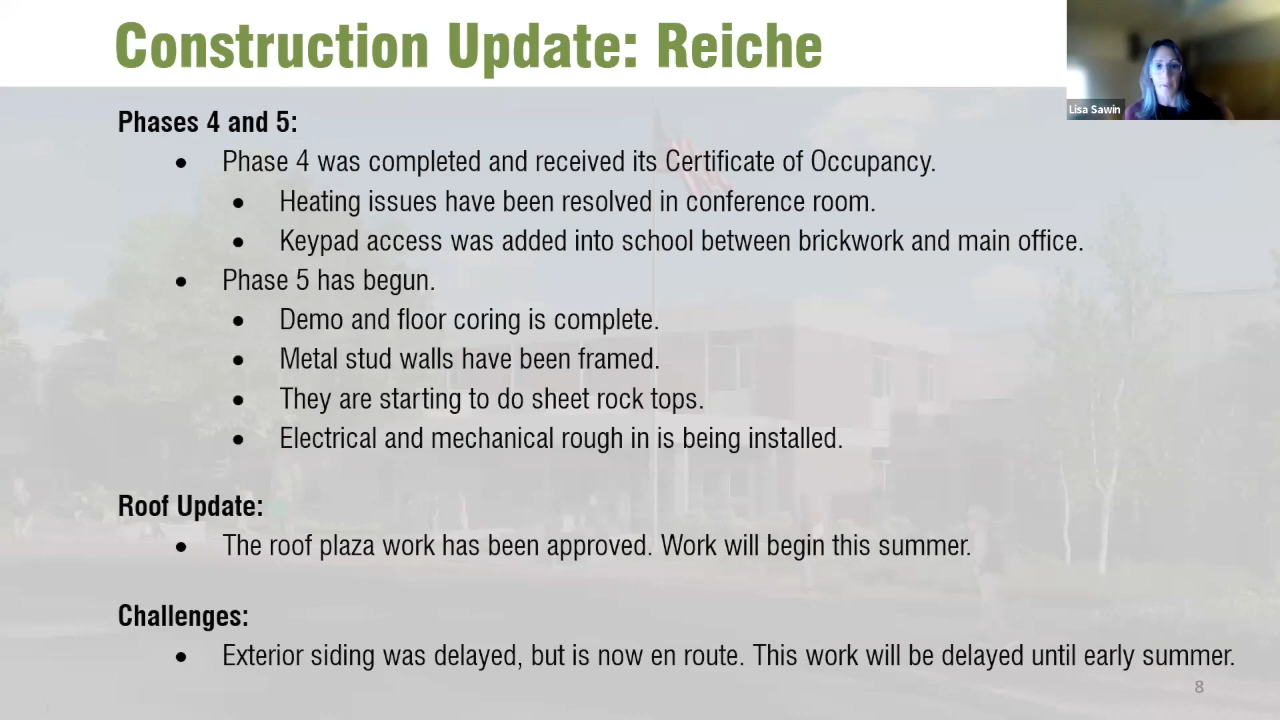 Construction Update: Reiche
Lisa Sawin
Phases 4 and 5:
• Phase 4 was completed and received its Certificate of Occupancy.
• Heating issues have been resolved in conference room.
• Keypad access was added into school between brickwork and main office.
• Phase 5 has begun.
• Demo and floor coring is complete.
• Metal stud walls have been framed.
• They are starting to do sheet rock tops.
• Electrical and mechanical rough in is being installed.
Roof Update:
• The roof plaza work has been approved. Work will begin this summer.
Challenges:
• Exterior siding was delayed, but is now en route. This work will be delayed until early summer.
8